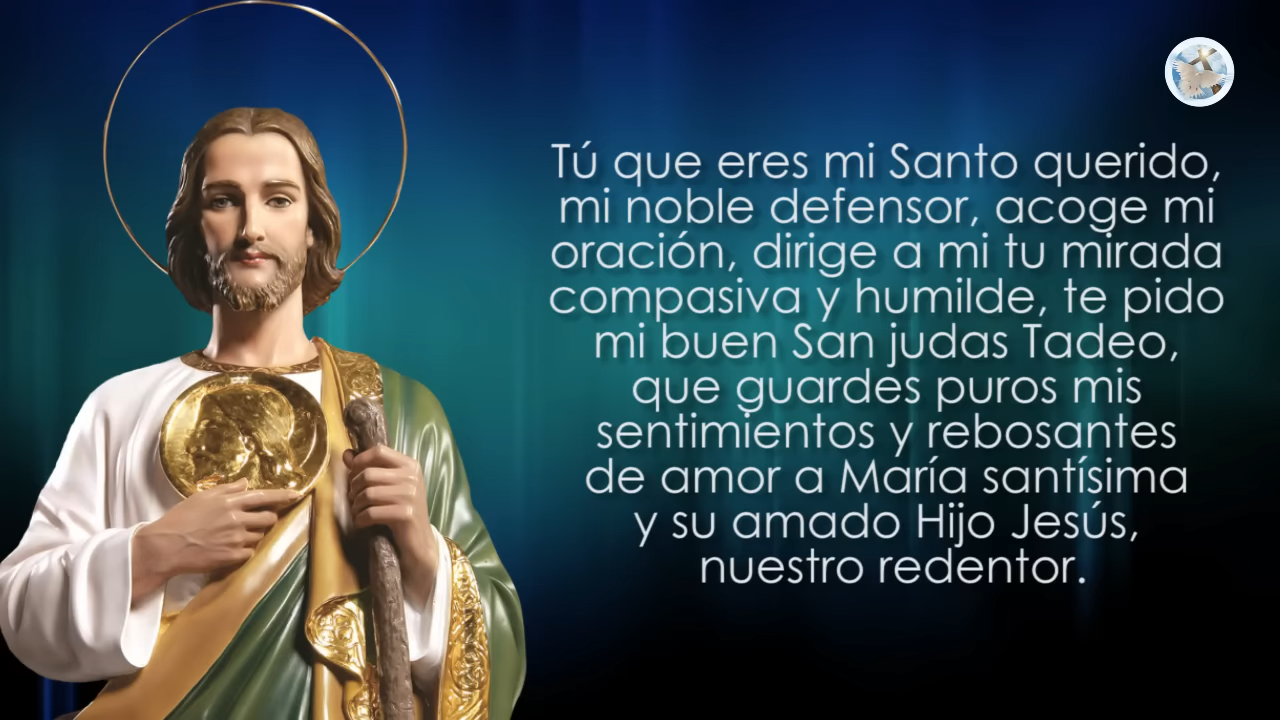 Tú que eres mi Santo querido,
mi noble defensor, acoge mi
oración, dirige a mi tu mirada
compasiva y humilde, te pido
mi buen San judas Tadeo,
que guardes puros mis
sentimientos y rebosantes
de amor a María santísima
y su amado Hijo Jesús,
nuestro redentor.